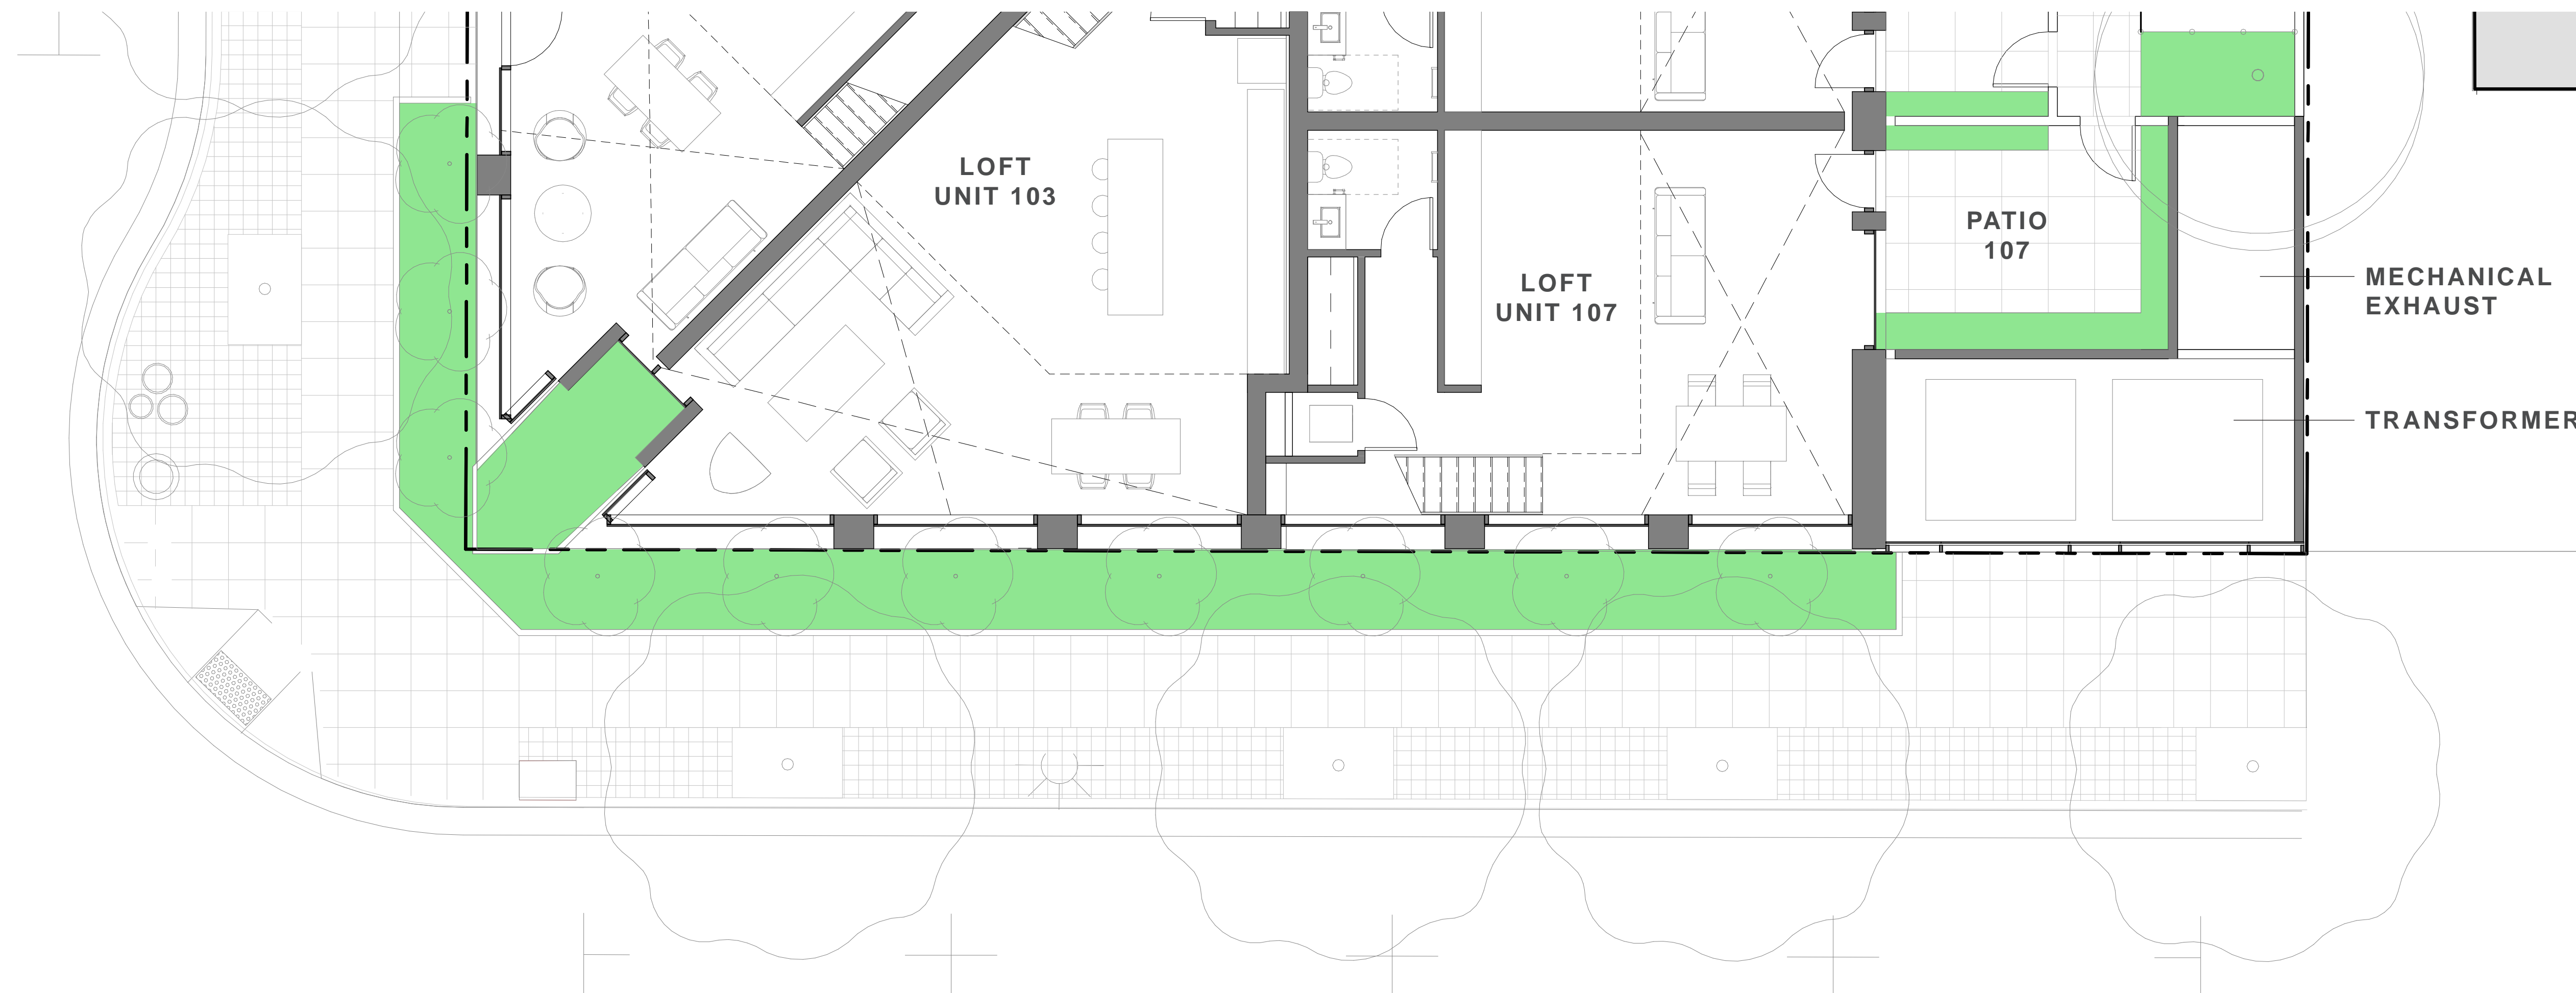 LOFT
UNIT 103
LOFT
UNIT 107
PATIO
107
MECHANICAL
EXHAUST
TRANSFORMER